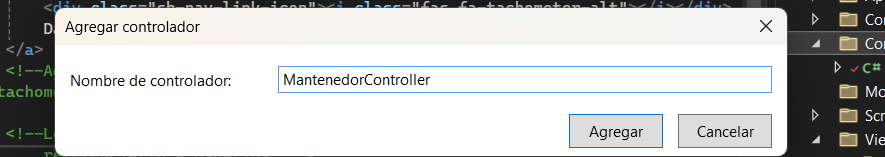 <div class="sb-nav-link-icon"><i class="fas fa-tachometer-alt"></i></div>
Agregar controlador
Da
</a>
<!--A
tachom
Nombre de controlador:
MantenedorController
<!--L
Agregar
Cancelar
Co
Co
C#
Mo
Scr
Vie